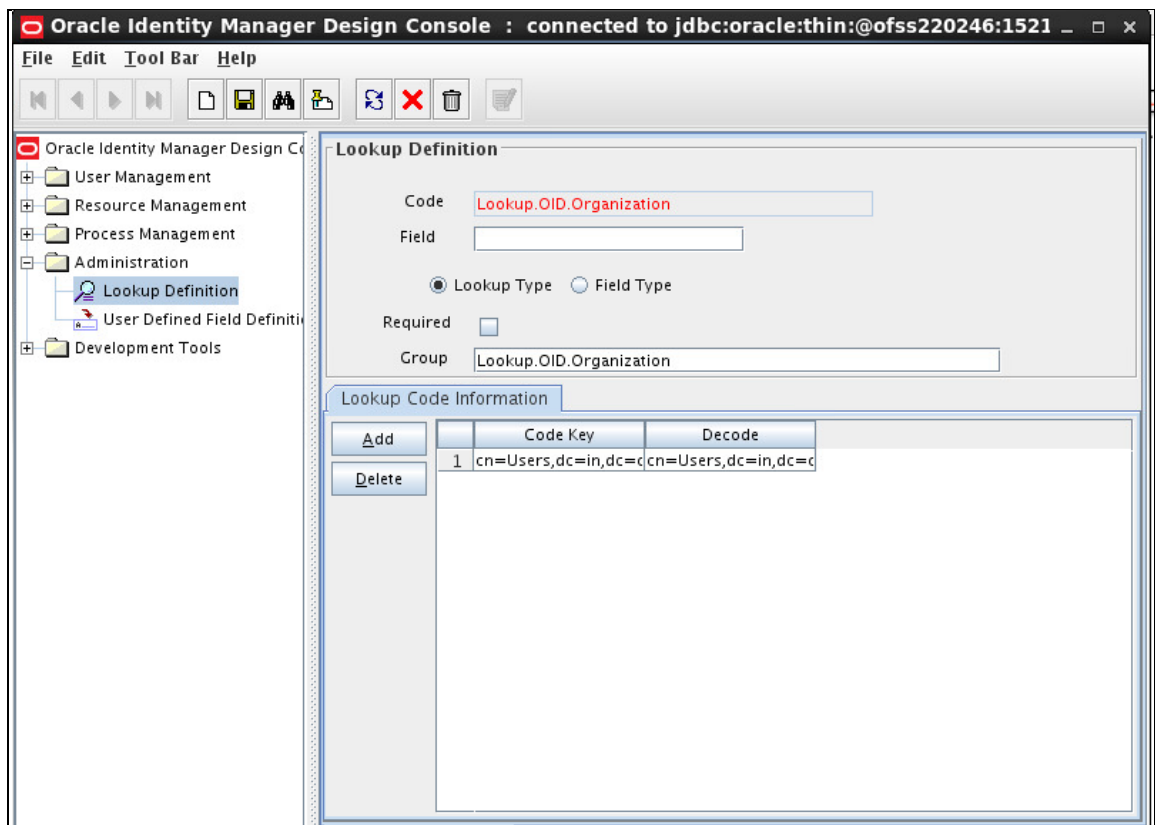 Oracle Identity Manager Design Console : connected to jdbc:oracle:thin:@ofss220246:1521
File Edit Tool Bar Help
Oracle Identity Manager Design Co
User Management
Resource Management
Process Management
Administration
Lookup Definition
User Defined Field Definiti
Development Tools
Lookup Definition
Code Lookup.OID.Organization
Field
Lookup Type Field Type
Required
Group Lookup.OID.Organization
Lookup Code Information
Add
Delete
Code Key Decode
1 cn=Users,dc=in,dc=c cn=Users,dc=in,dc=c